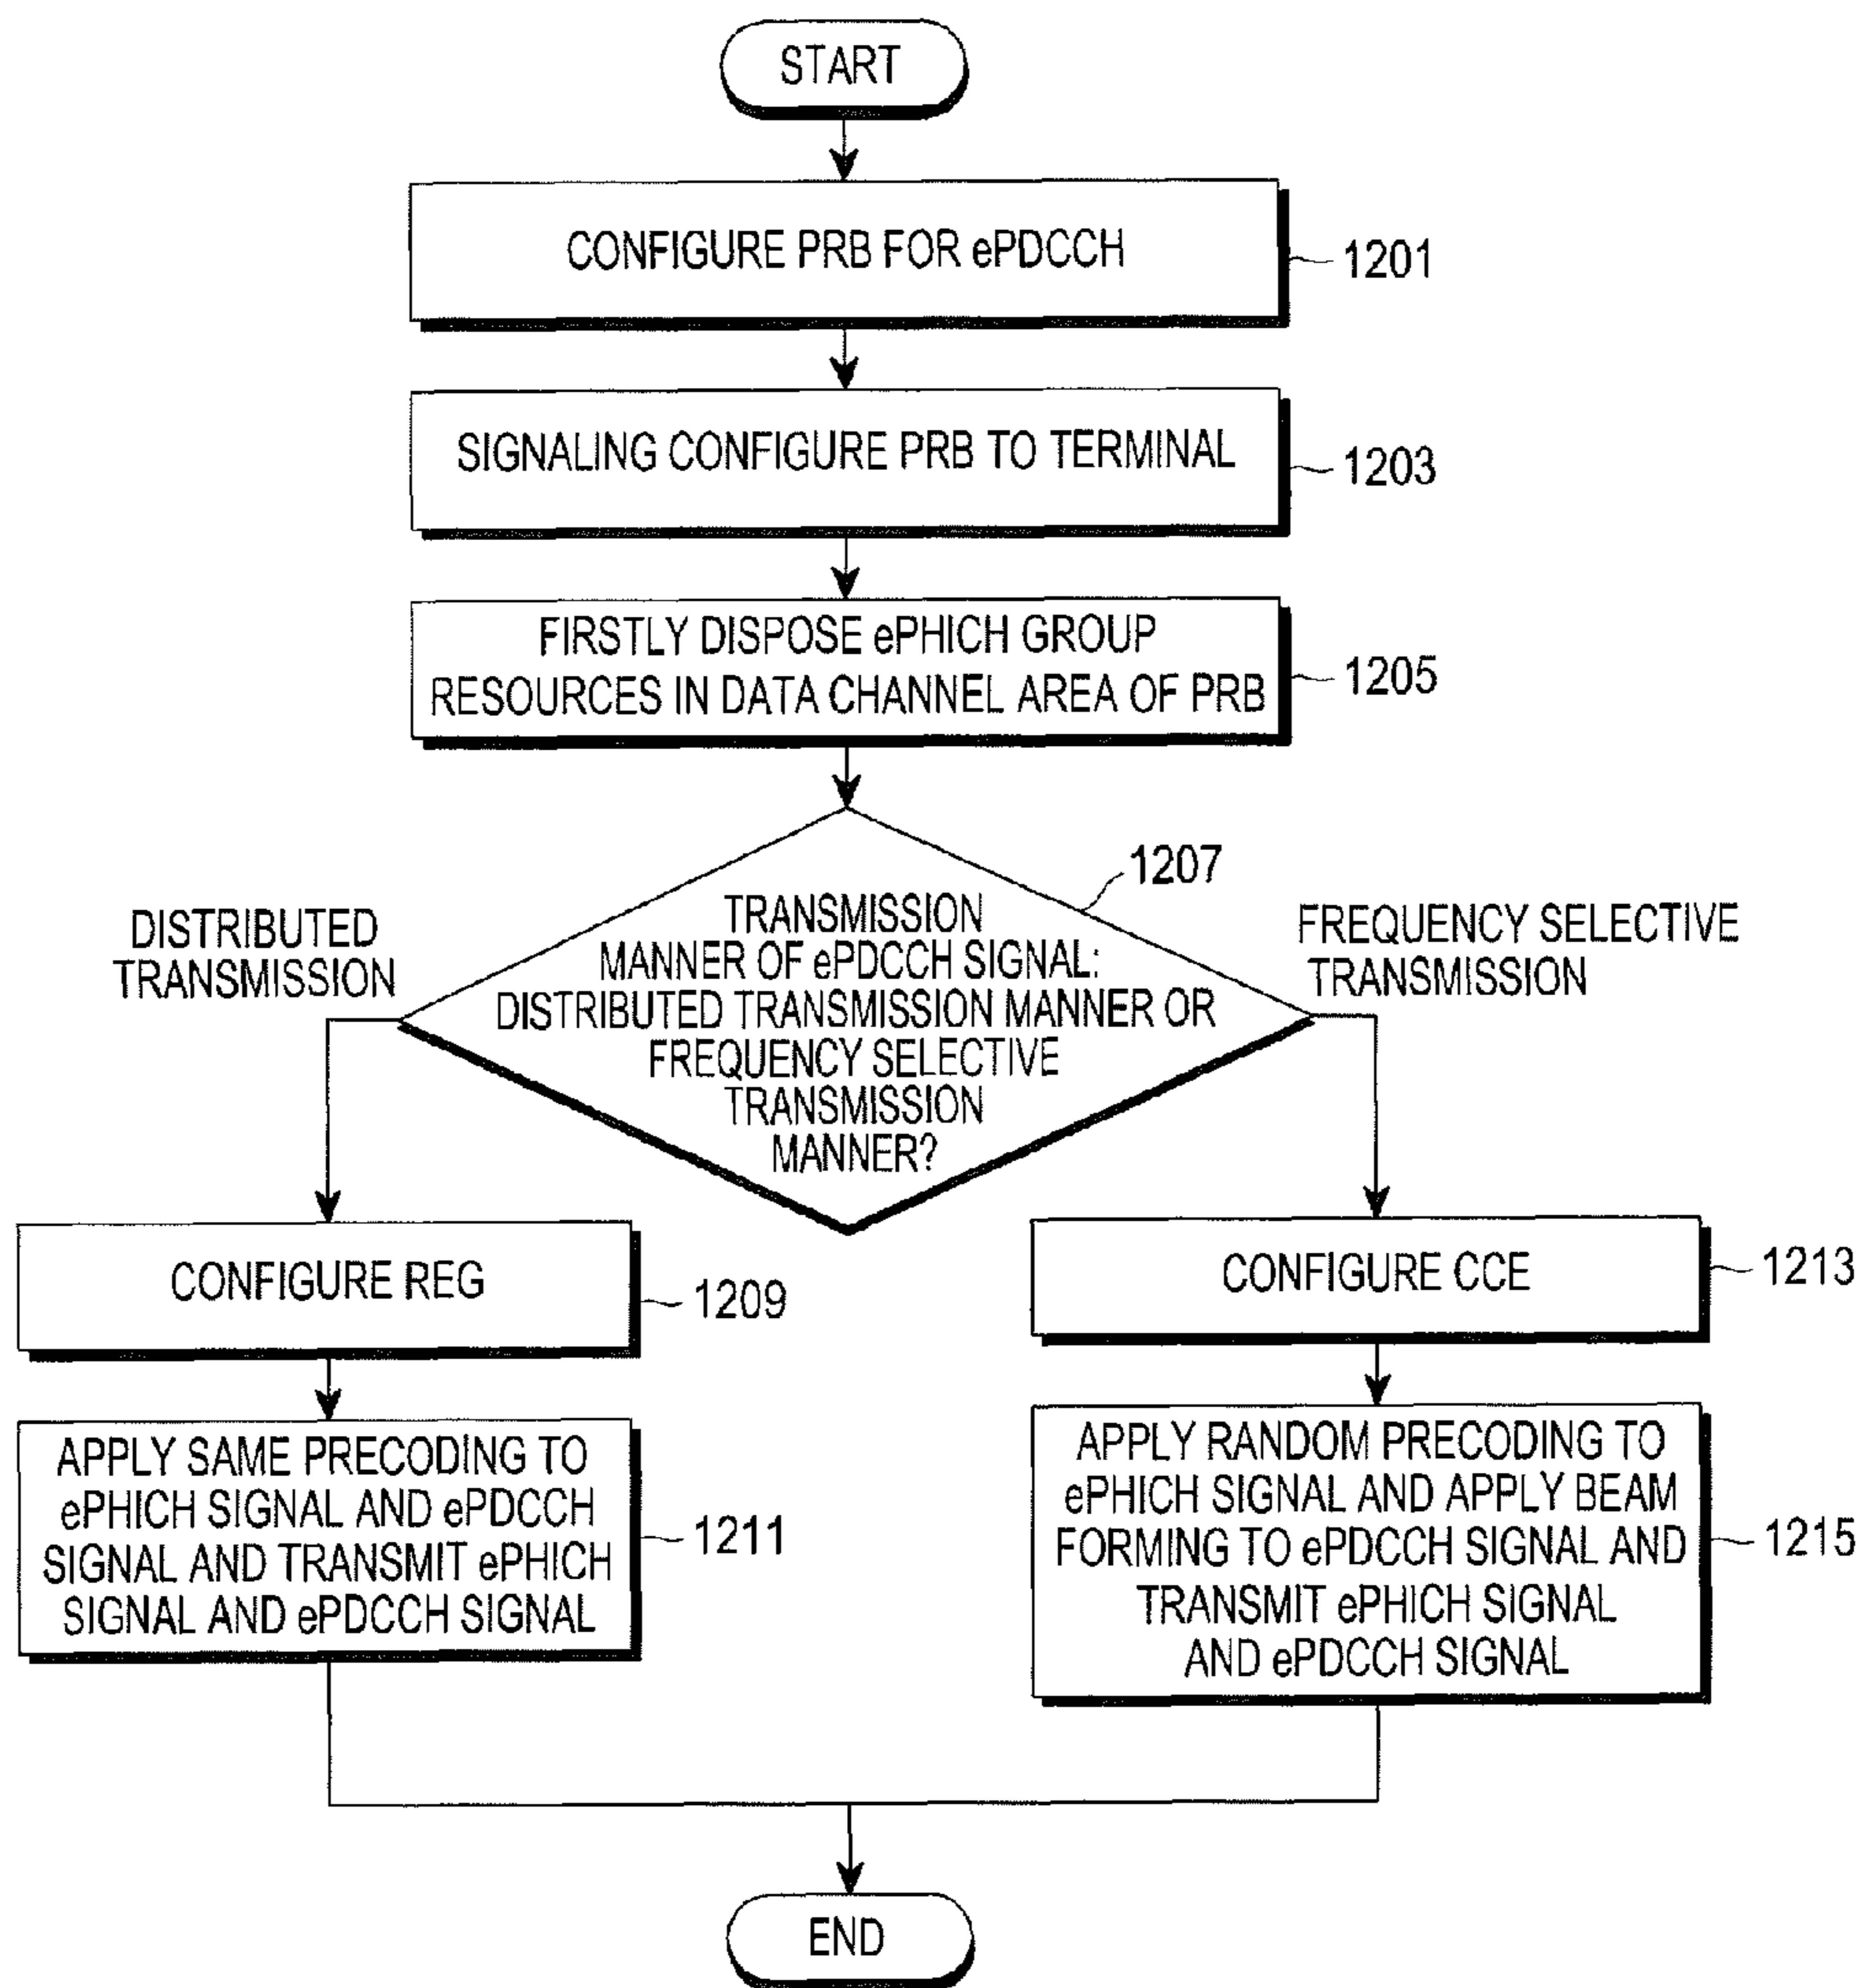 START
CONFIGURE PRB FOR ePDCCH
1201
SIGNALING CONFIGURE PRB TO TERMINAL
1203
FIRSTLY DISPOSE ePHICH GROUP
RESOURCES IN DATA CHANNEL AREA OF PRB
1205
1207
TRANSMISSION
MANNER OF ePDCCH SIGNAL:
DISTRIBUTED TRANSMISSION MANNER OR
FREQUENCY SELECTIVE
TRANSMISSION
MANNER?
DISTRIBUTED
TRANSMISSION
FREQUENCY SELECTIVE
TRANSMISSION
CONFIGURE REG
1209
APPLY SAME PRECODING TO
ePHICH SIGNAL AND ePDCCH
SIGNAL AND TRANSMIT ePHICH
SIGNAL AND ePDCCH SIGNAL
1211
CONFIGURE CCE
1213
APPLY RANDOM PRECODING TO
ePHICH SIGNAL AND APPLY BEAM
FORMING TO ePDCCH SIGNAL AND
TRANSMIT ePHICH SIGNAL
AND ePDCCH SIGNAL
1215
END